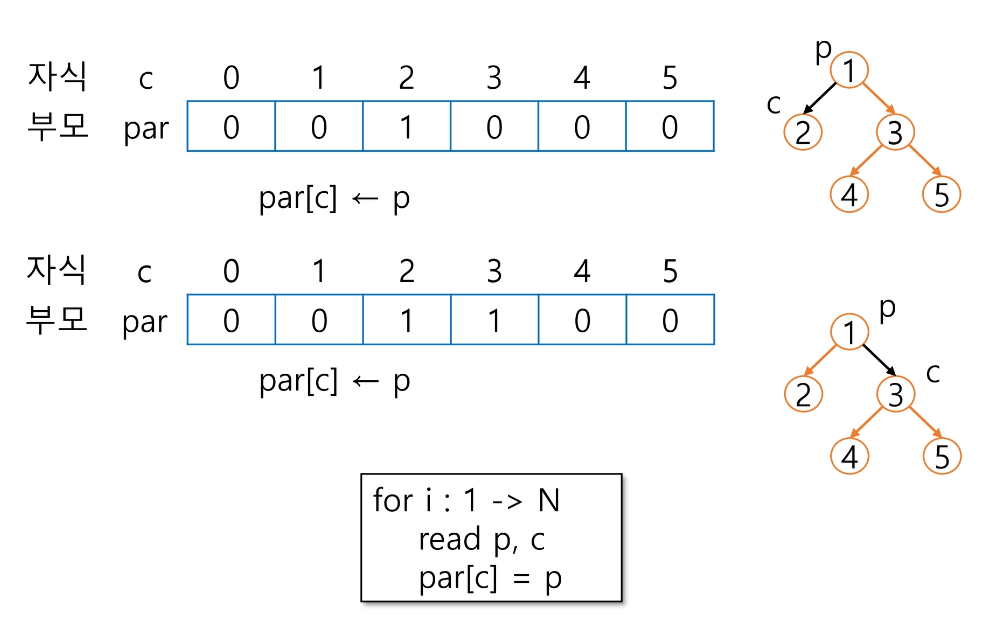 자식 c 0 1 2 3 4 5
부모 par 0 0 1 0 0 0
par[c] ← p
p
1
c
2 3
4 5
자식 c 0 1 2 3 4 5
부모 par 0 0 1 1 0 0
par[c] ← p
p
1
c
2 3
4 5
for i : 1 -> N
read p, c
par[c] = p